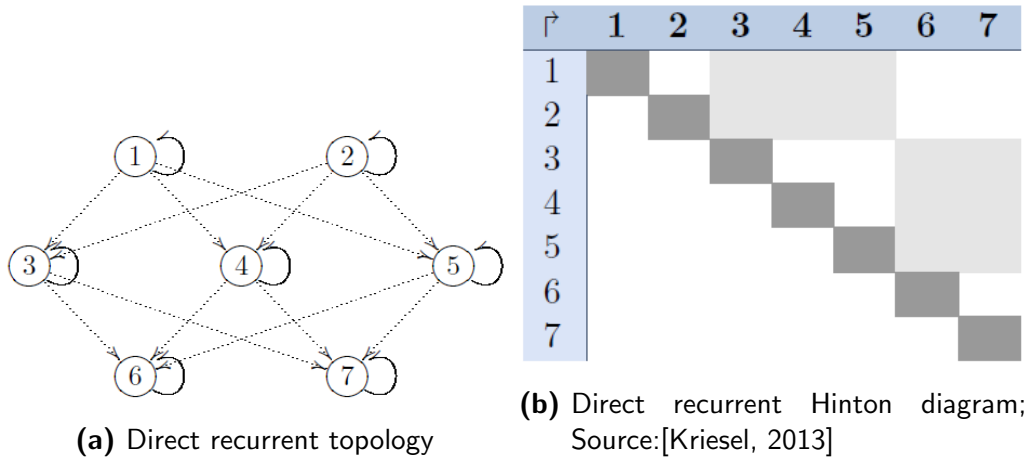 1 2
3 4 5
6 7
(a) Direct recurrent topology
↱ 1 2 3 4 5 6 7
1
2
3
4
5
6
7
(b) Direct recurrent Hinton diagram;
Source:[Kriesel, 2013]